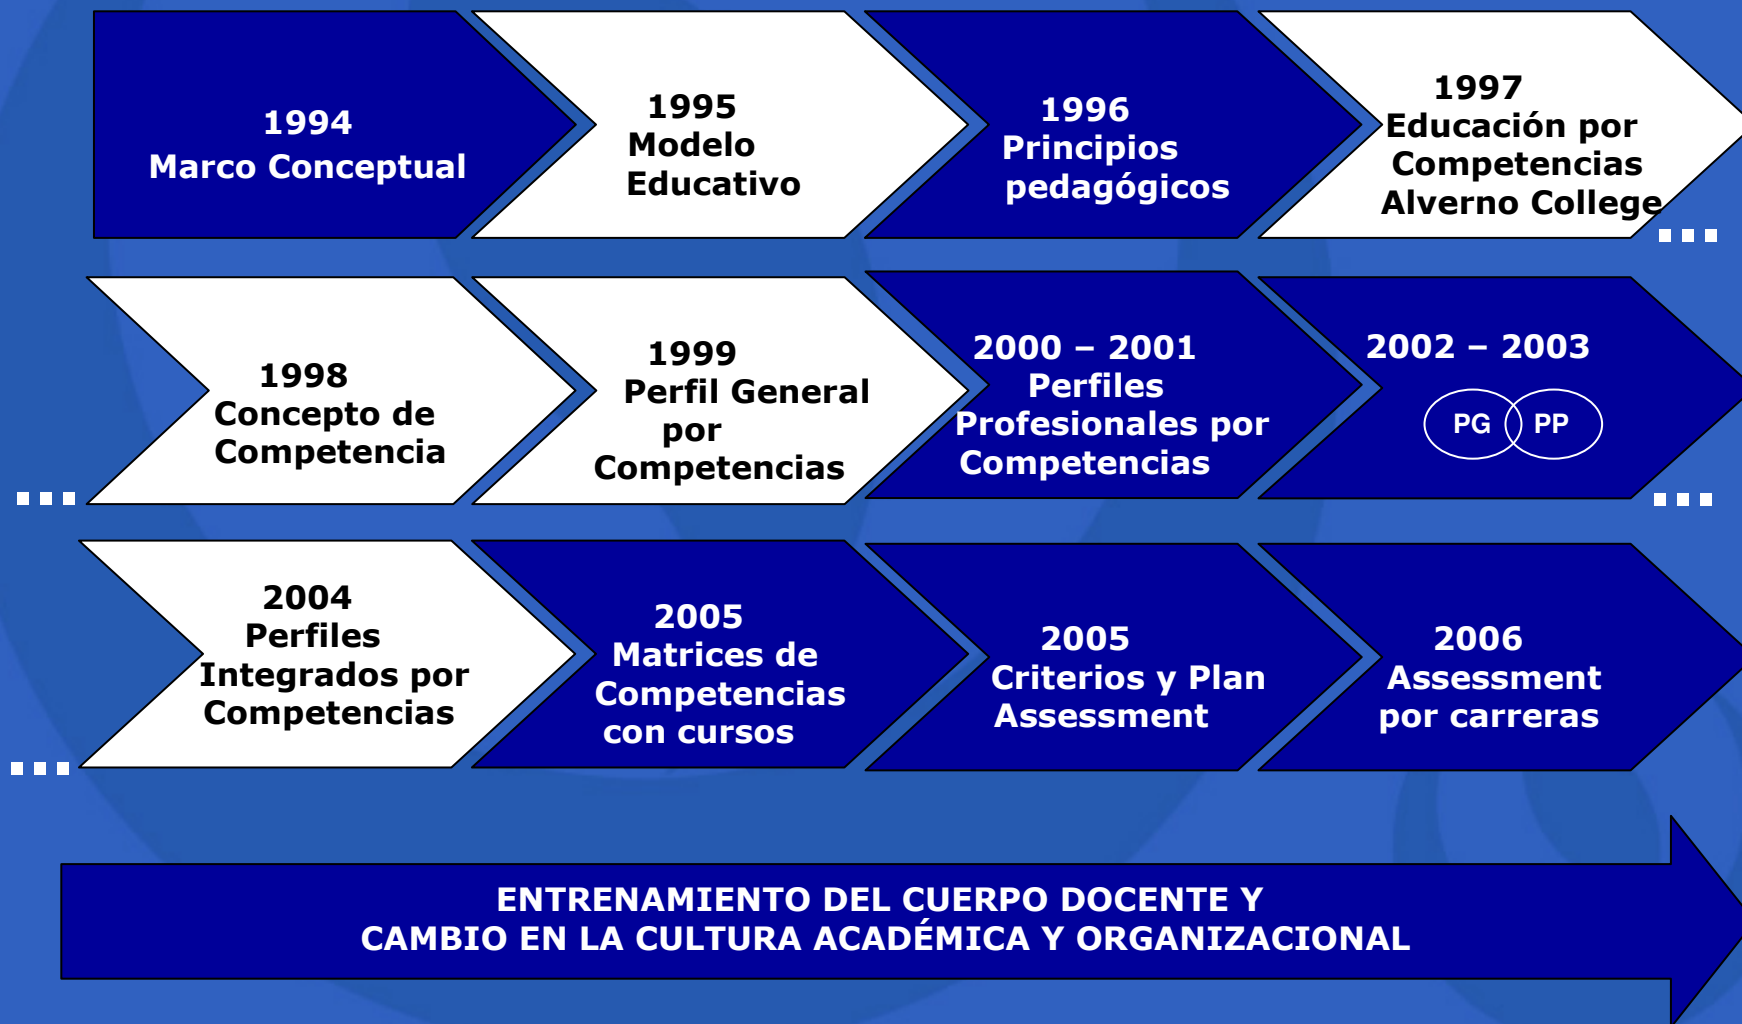 1994
Marco Conceptual
1995
Modelo
Educativo
1996
Principios
pedagógicos
1997
Educación por
Competencias
Alverno College
1998
Concepto de
Competencia
1999
Perfil General
por
Competencias
2000 – 2001
Perfiles
Profesionales por
Competencias
2002 – 2003
PG PP
2004
Perfiles
Integrados por
Competencias
2005
Matrices de
Competencias
con cursos
2005
Criterios y Plan
Assessment
2006
Assessment
por carreras
ENTRENAMIENTO DEL CUERPO DOCENTE Y
CAMBIO EN LA CULTURA ACADÉMICA Y ORGANIZACIONAL